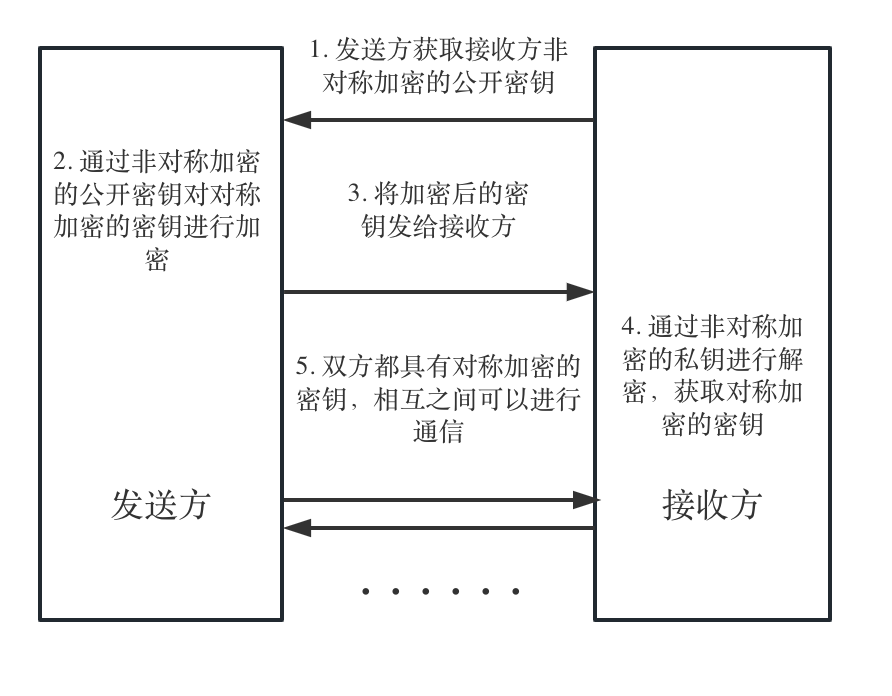 1. 发送方获取接收方非
对称加密的公开密钥
2. 通过非对称加密
的公开密钥对对称
加密的密钥进行加
密
3. 将加密后的密
钥发给接收方
4. 通过非对称加
密的私钥进行解
密，获取对称加
密的密钥
5. 双方都具有对称加密的
密钥，相互之间可以进行
通信
发送方
接收方
······